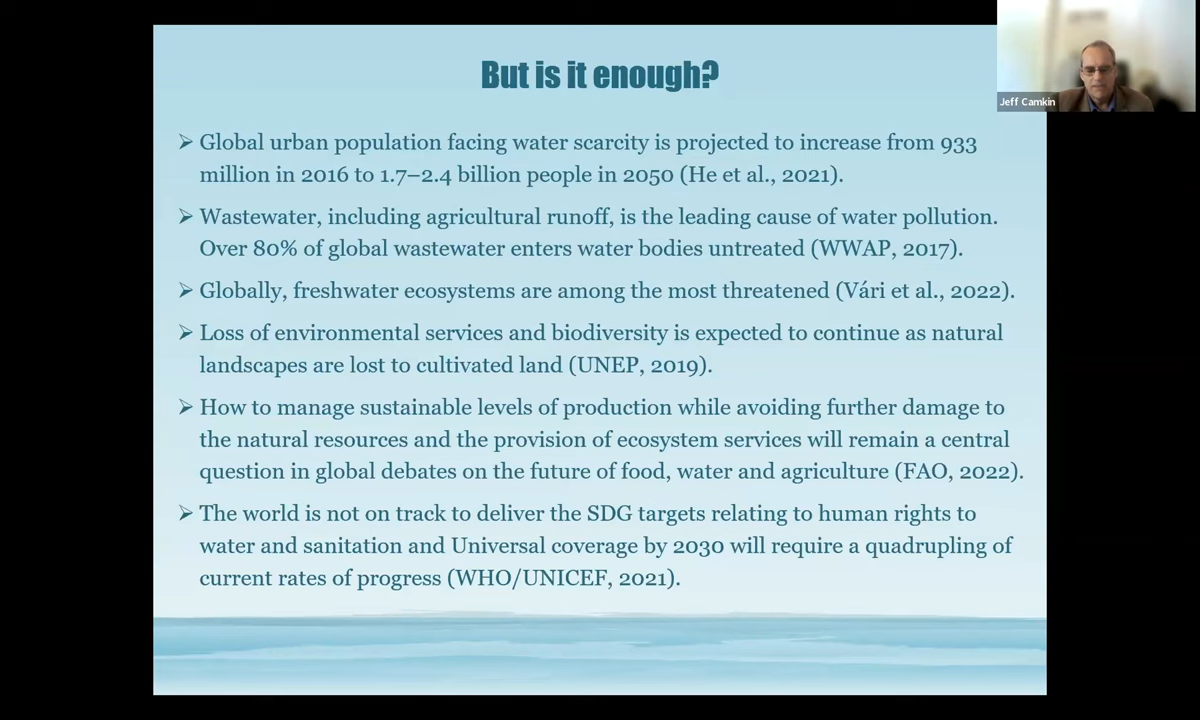 But is it enough?
Jeff Camkin
➢ Global urban population facing water scarcity is projected to increase from 933
million in 2016 to 1.7–2.4 billion people in 2050 (He et al., 2021).
➢ Wastewater, including agricultural runoff, is the leading cause of water pollution.
Over 80% of global wastewater enters water bodies untreated (WWAP, 2017).
➢ Globally, freshwater ecosystems are among the most threatened (Vári et al., 2022).
➢ Loss of environmental services and biodiversity is expected to continue as natural
landscapes are lost to cultivated land (UNEP, 2019).
➢ How to manage sustainable levels of production while avoiding further damage to
the natural resources and the provision of ecosystem services will remain a central
question in global debates on the future of food, water and agriculture (FAO, 2022).
➢ The world is not on track to deliver the SDG targets relating to human rights to
water and sanitation and Universal coverage by 2030 will require a quadrupling of
current rates of progress (WHO/UNICEF, 2021).